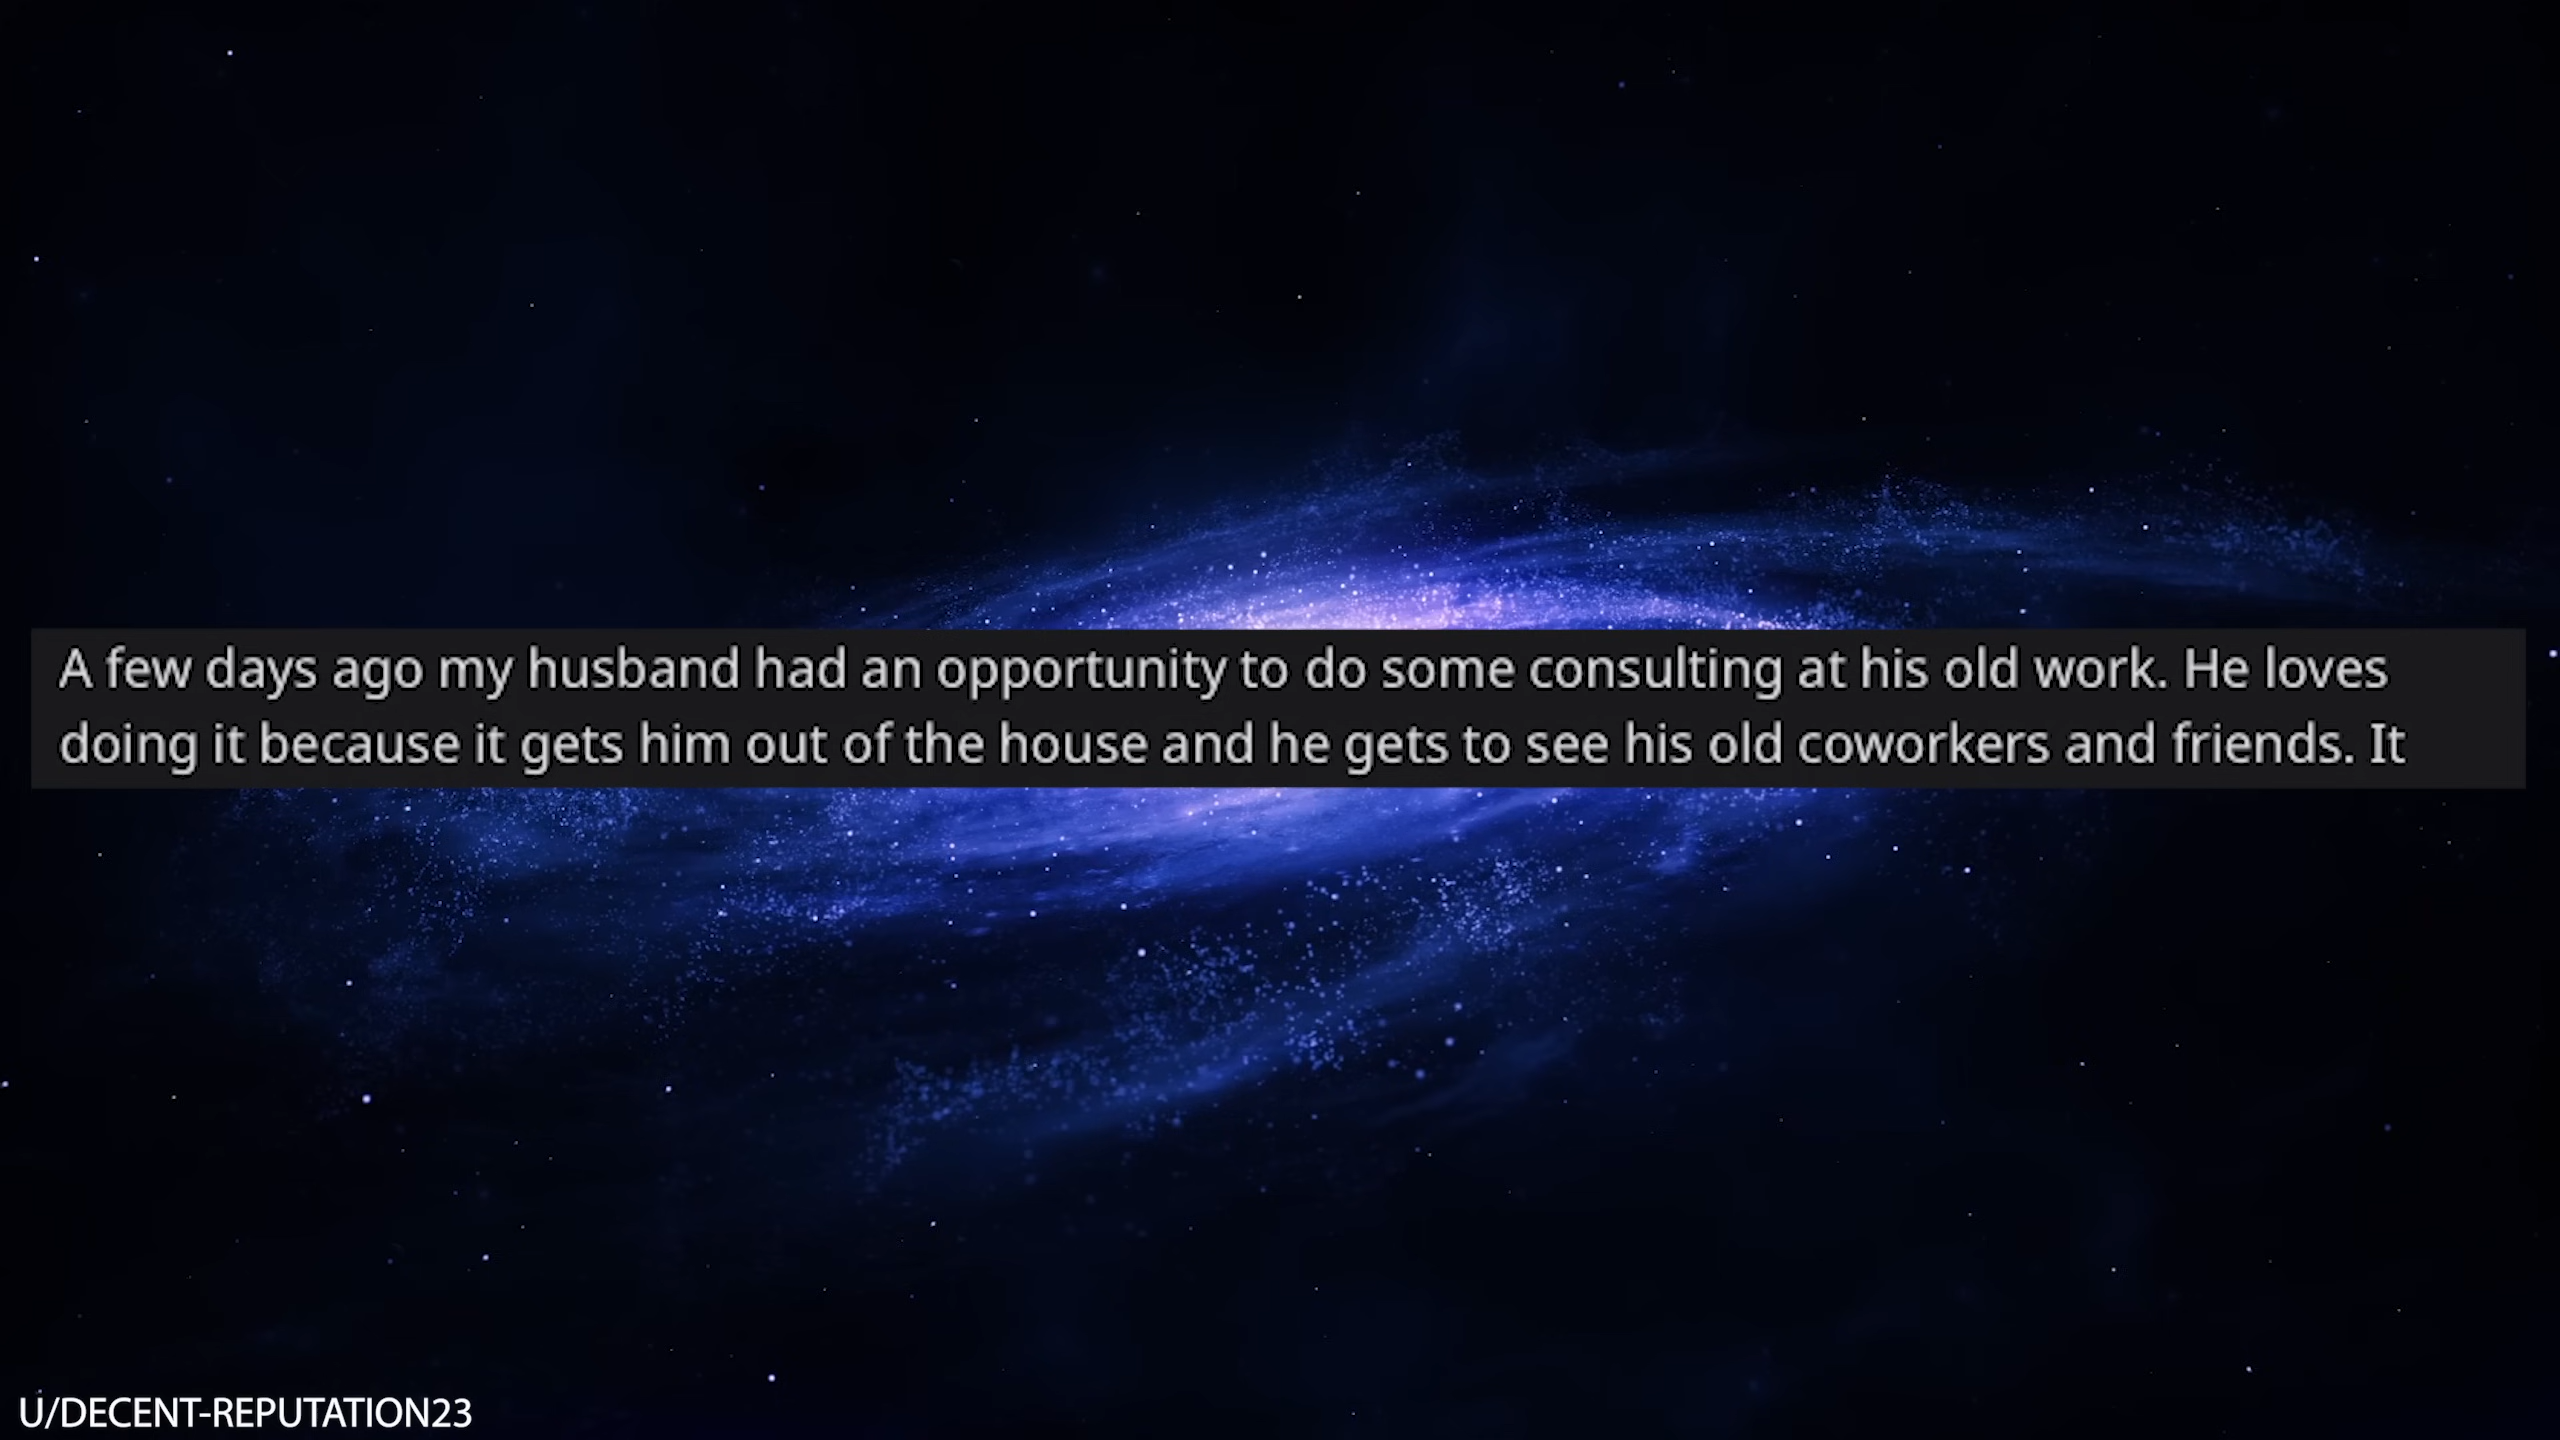 A few days ago my husband had an opportunity to do some consulting at his old work. He loves
doing it because it gets him out of the house and he gets to see his old coworkers and friends. It
U/DECENT-REPUTATION23